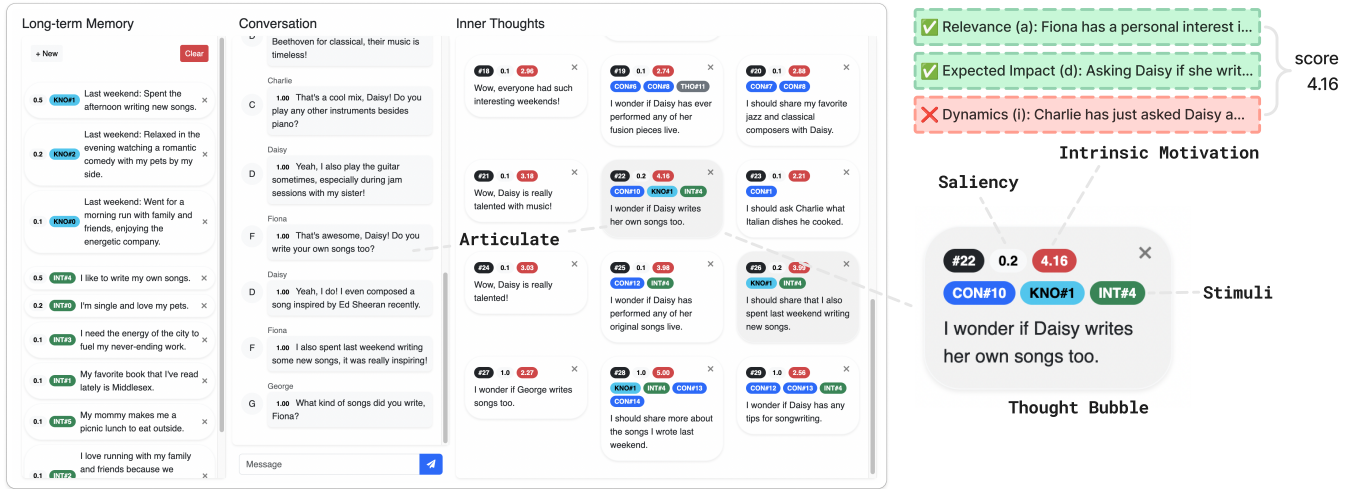 Long-term Memory
+ New
Clear
0.5 KNO#1 Last weekend: Spent the
afternoon writing new songs.
×
0.2 KNO#2 Last weekend: Relaxed in the
evening watching a romantic
comedy with my pets by my
side.
×
0.1 KNO#0 Last weekend: Went for a
morning run with family and
friends, enjoying the
energetic company.
×
0.5 INT#4 I like to write my own songs. ×
0.2 INT#0 I'm single and love my pets. ×
0.1 INT#3 I need the energy of the city to
fuel my never-ending work.
×
0.1 INT#1 My favorite book that I've read
lately is Middlesex.
×
0.1 INT#5 My mommy makes me a
picnic lunch to eat outside.
×
0.1 INT#2 I love running with my family
and friends because we
×
Conversation
D
Beethoven for classical, their music is
timeless!
Charlie
C
1.00 That's a cool mix, Daisy! Do you
play any other instruments besides
piano?
Daisy
D
1.00 Yeah, I also play the guitar
sometimes, especially during jam
sessions with my sister!
Fiona
F
1.00 That's awesome, Daisy! Do you
write your own songs too?
Daisy
D
1.00 Yeah, I do! I even composed a
song inspired by Ed Sheeran recently.
Fiona
F
1.00 I also spent last weekend writing
some new songs, it was really inspiring!
George
G
1.00 What kind of songs did you write,
Fiona?
Message
Inner Thoughts
#18 0.1 2.96 ×
Wow, everyone had such
interesting weekends!
#19 0.1 2.74 ×
CON#6 CON#8 THO#11
I wonder if Daisy has ever
performed any of her
fusion pieces live.
#20 0.1 2.88 ×
CON#7 CON#8
I should share my favorite
jazz and classical
composers with Daisy.
#21 0.1 3.18 ×
Wow, Daisy is really
talented with music!
#22 0.2 4.16 ×
CON#10 KNO#1 INT#4
I wonder if Daisy writes
her own songs too.
#23 0.1 2.21 ×
CON#1
I should ask Charlie what
Italian dishes he cooked.
Articulate
#24 0.1 3.03 ×
Wow, Daisy is really
talented!
#25 0.1 3.98 ×
CON#12 INT#4
I wonder if Daisy has
performed any of her
original songs live.
#26 0.2 3.99 ×
KNO#1 INT#4
I should share that I also
spent last weekend writing
new songs.
#27 1.0 2.27 ×
I wonder if George writes
songs too.
#28 1.0 5.00 ×
KNO#1 INT#4 CON#13
CON#14
I should share more about
the songs I wrote last
weekend.
#29 1.0 2.56 ×
CON#12 CON#13 INT#4
I wonder if Daisy has any
tips for songwriting.
Relevance (a): Fiona has a personal interest i...
Expected Impact (d): Asking Daisy if she writ...
Dynamics (i): Charlie has just asked Daisy a...
score
4.16
Intrinsic Motivation
Saliency
#22 0.2 4.16 ×
CON#10 KNO#1 INT#4
Stimuli
I wonder if Daisy writes
her own songs too.
Thought Bubble